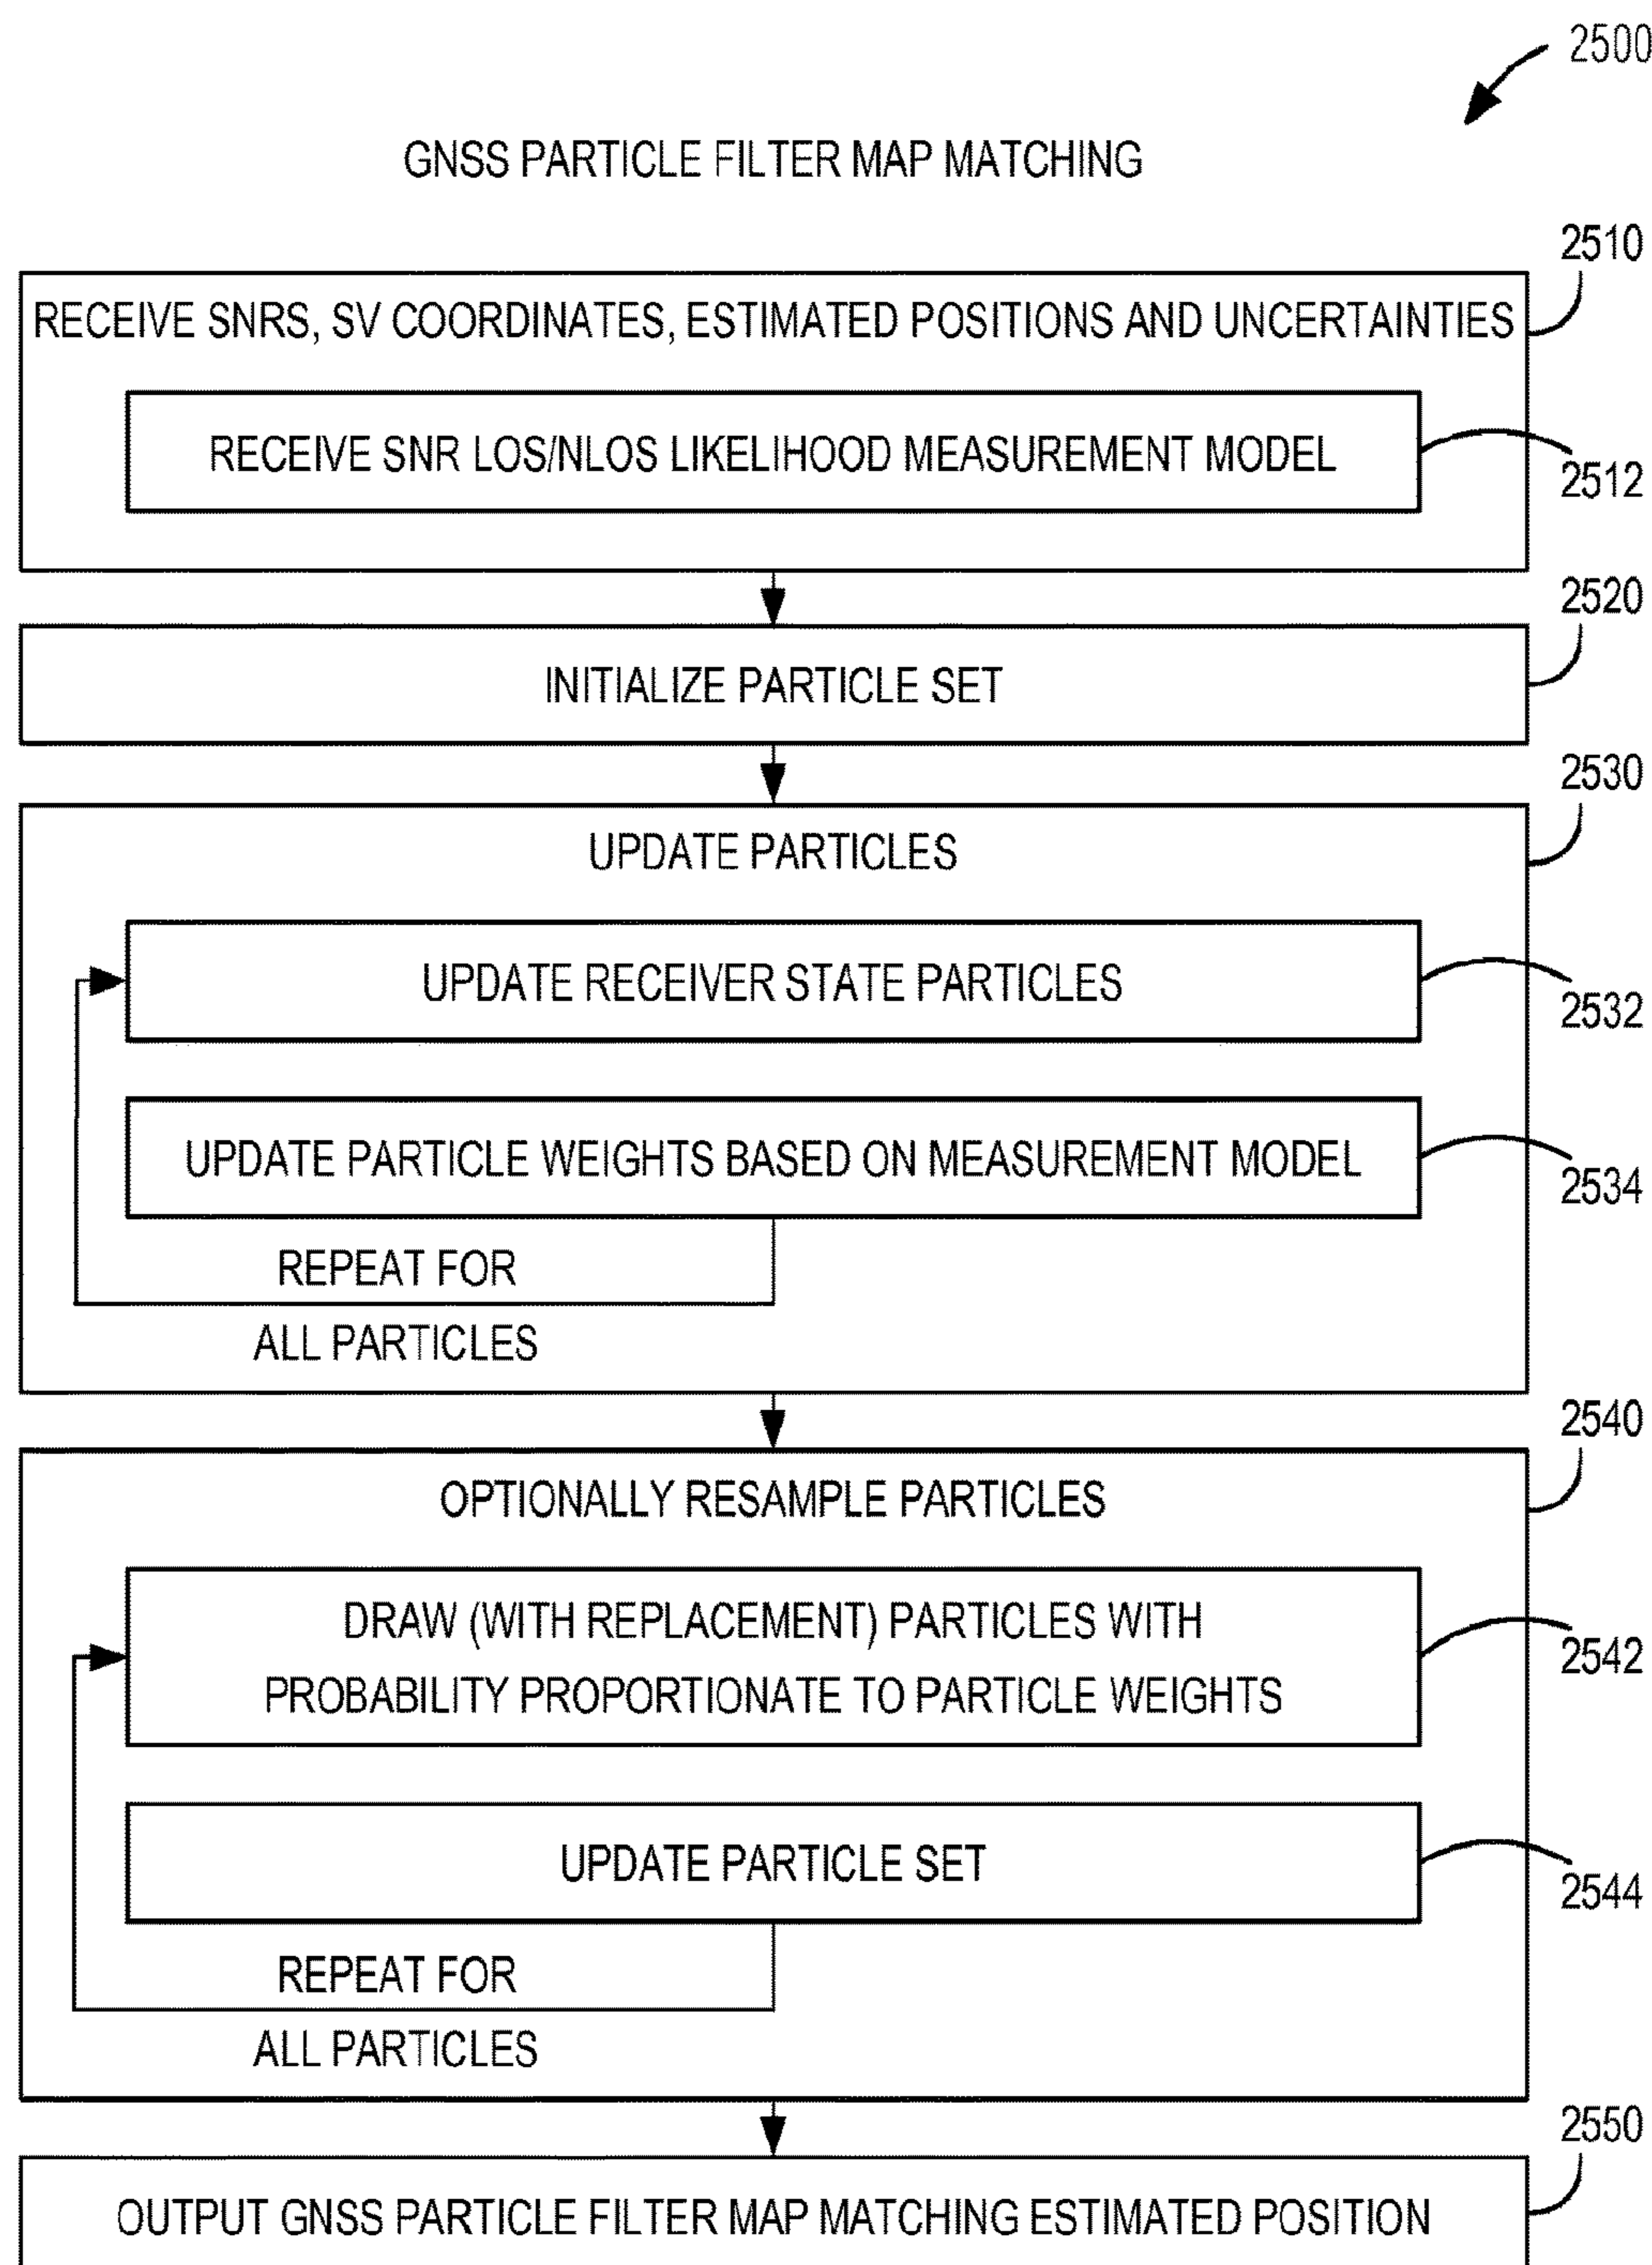 2500
GNSS PARTICLE FILTER MAP MATCHING
2510
RECEIVE SNRS, SV COORDINATES, ESTIMATED POSITIONS AND UNCERTAINTIES
RECEIVE SNR LOS/NLOS LIKELIHOOD MEASUREMENT MODEL
2512
2520
INITIALIZE PARTICLE SET
2530
UPDATE PARTICLES
UPDATE RECEIVER STATE PARTICLES
2532
UPDATE PARTICLE WEIGHTS BASED ON MEASUREMENT MODEL
2534
REPEAT FOR
ALL PARTICLES
2540
OPTIONALLY RESAMPLE PARTICLES
DRAW (WITH REPLACEMENT) PARTICLES WITH
PROBABILITY PROPORTIONATE TO PARTICLE WEIGHTS
2542
UPDATE PARTICLE SET
2544
REPEAT FOR
ALL PARTICLES
2550
OUTPUT GNSS PARTICLE FILTER MAP MATCHING ESTIMATED POSITION